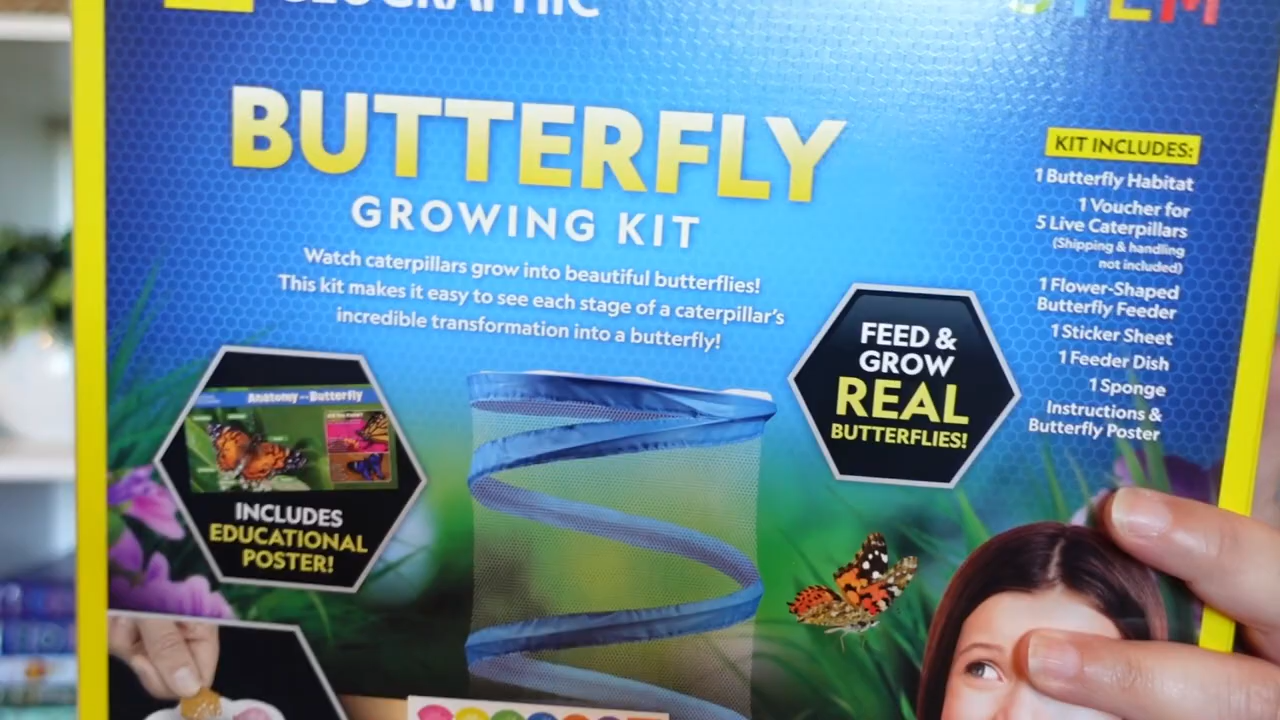 GEOGRAPHIC
STEM
BUTTERFLY
GROWING KIT
Watch caterpillars grow into beautiful butterflies!
This kit makes it easy to see each stage of a caterpillar's
incredible transformation into a butterfly!
KIT INCLUDES:
1 Butterfly Habitat
1 Voucher for
5 Live Caterpillars
(Shipping & handling
not included)
1 Flower-Shaped
Butterfly Feeder
1 Sticker Sheet
1 Feeder Dish
1 Sponge
Instructions &
Butterfly Poster
FEED &
GROW
REAL
BUTTERFLIES!
Anatomy of a Butterfly
INCLUDES
EDUCATIONAL
POSTER!